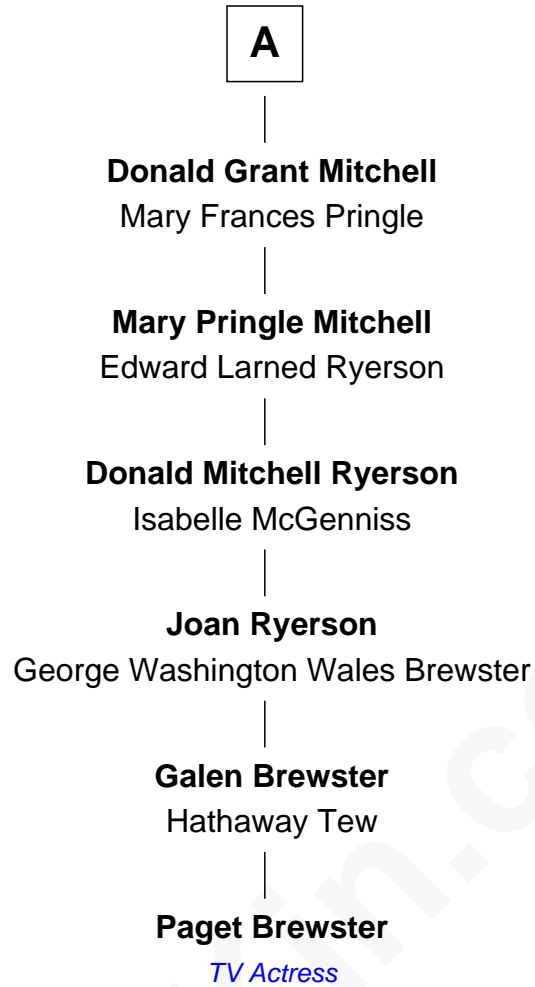 A
Donald Grant Mitchell
Mary Frances Pringle
Mary Pringle Mitchell
Edward Larned Ryerson
Donald Mitchell Ryerson
Isabelle McGenniss
Joan Ryerson
George Washington Wales Brewster
Galen Brewster
Hathaway Tew
Paget Brewster
TV Actress